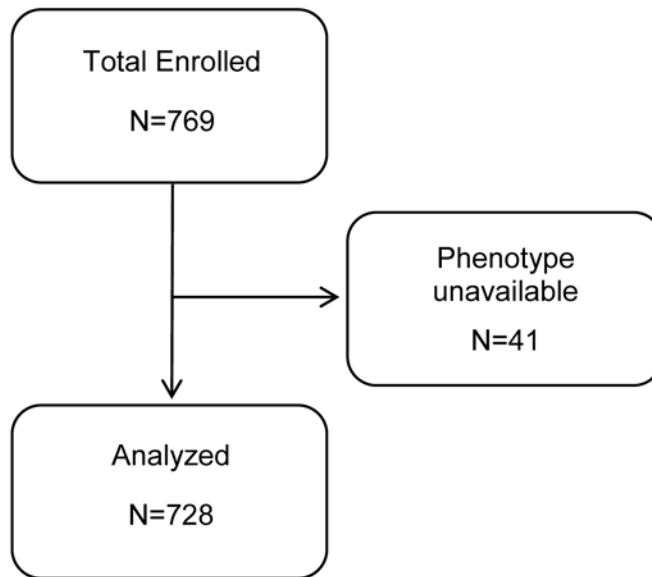 Total Enrolled
N=769
Phenotype
unavailable
N=41
Analyzed
N=728